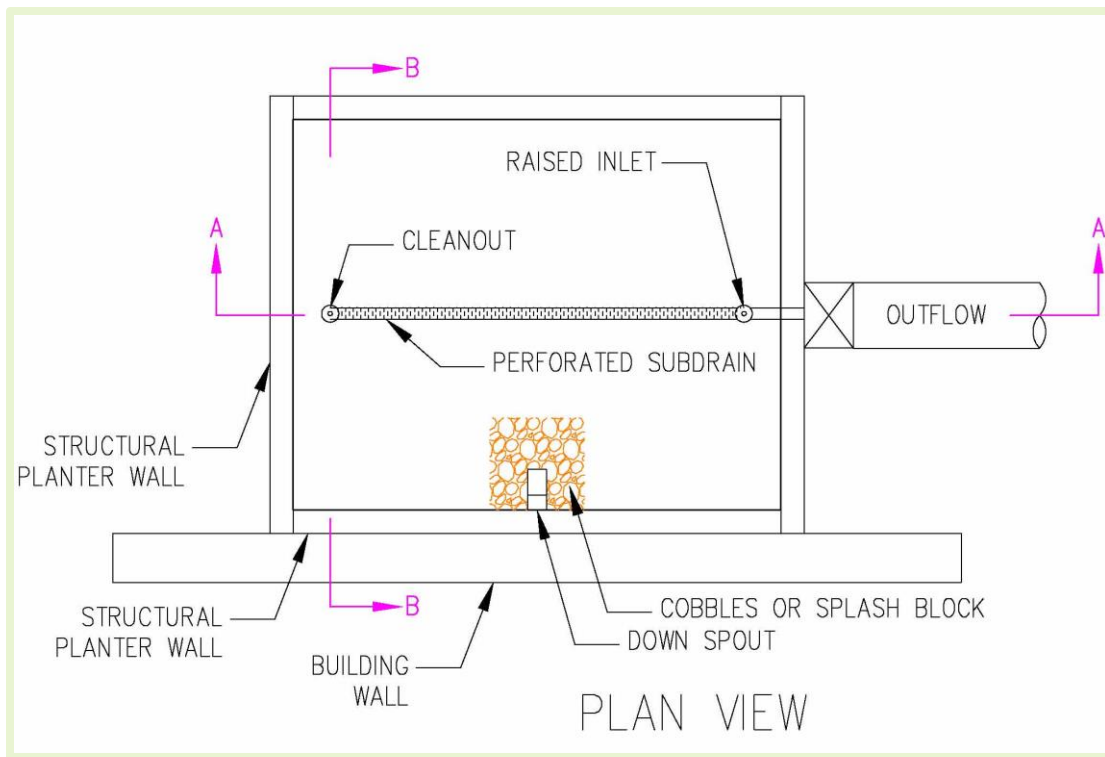 B
RAISED INLET
A
CLEANOUT
A
OUTFLOW
PERFORATED SUBDRAIN
STRUCTURAL
PLANTER WALL
B
COBBLES OR SPLASH BLOCK
STRUCTURAL
PLANTER WALL
DOWN SPOUT
BUILDING
WALL
PLAN VIEW